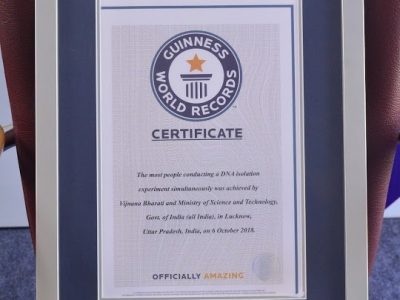 GUINNESS
WORLD RECORDS
CERTIFICATE
The most people conducting a DNA isolation
experiment simultaneously was achieved by
Vijnana Bharati and Ministry of Science and Technology,
Govt. of India (all India), in Lucknow,
Uttar Pradesh, India, on 6 October 2018.
OFFICIALLY AMAZING